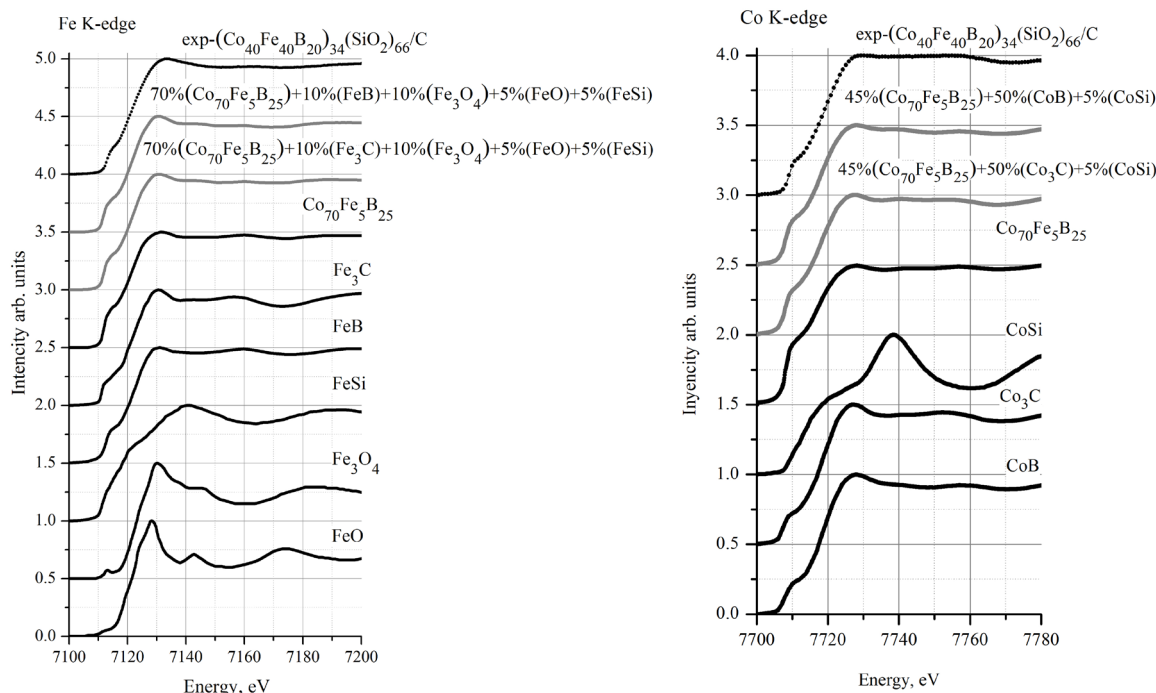 Fe K-edge
exp-(Co₄₀Fe₄₀B₂₀)₃₄(SiO₂)₆₆/C
70%(Co₇₀Fe₅B₂₅)+10%(FeB)+10%(Fe₃O₄)+5%(FeO)+5%(FeSi)
70%(Co₇₀Fe₅B₂₅)+10%(Fe₃C)+10%(Fe₃O₄)+5%(FeO)+5%(FeSi)
Co₇₀Fe₅B₂₅
Fe₃C
FeB
FeSi
Fe₃O₄
FeO
5.0
4.5
4.0
3.5
3.0
2.5
2.0
1.5
1.0
0.5
0.0
Intencity arb. units
7100 7120 7140 7160 7180 7200
Energy, eV
Co K-edge
exp-(Co₄₀Fe₄₀B₂₀)₃₄(SiO₂)₆₆/C
45%(Co₇₀Fe₅B₂₅)+50%(CoB)+5%(CoSi)
45%(Co₇₀Fe₅B₂₅)+50%(Co₃C)+5%(CoSi)
Co₇₀Fe₅B₂₅
CoSi
Co₃C
CoB
4.0
3.5
3.0
2.5
2.0
1.5
1.0
0.5
0.0
Inyencity arb. units
7700 7720 7740 7760 7780
Energy, eV